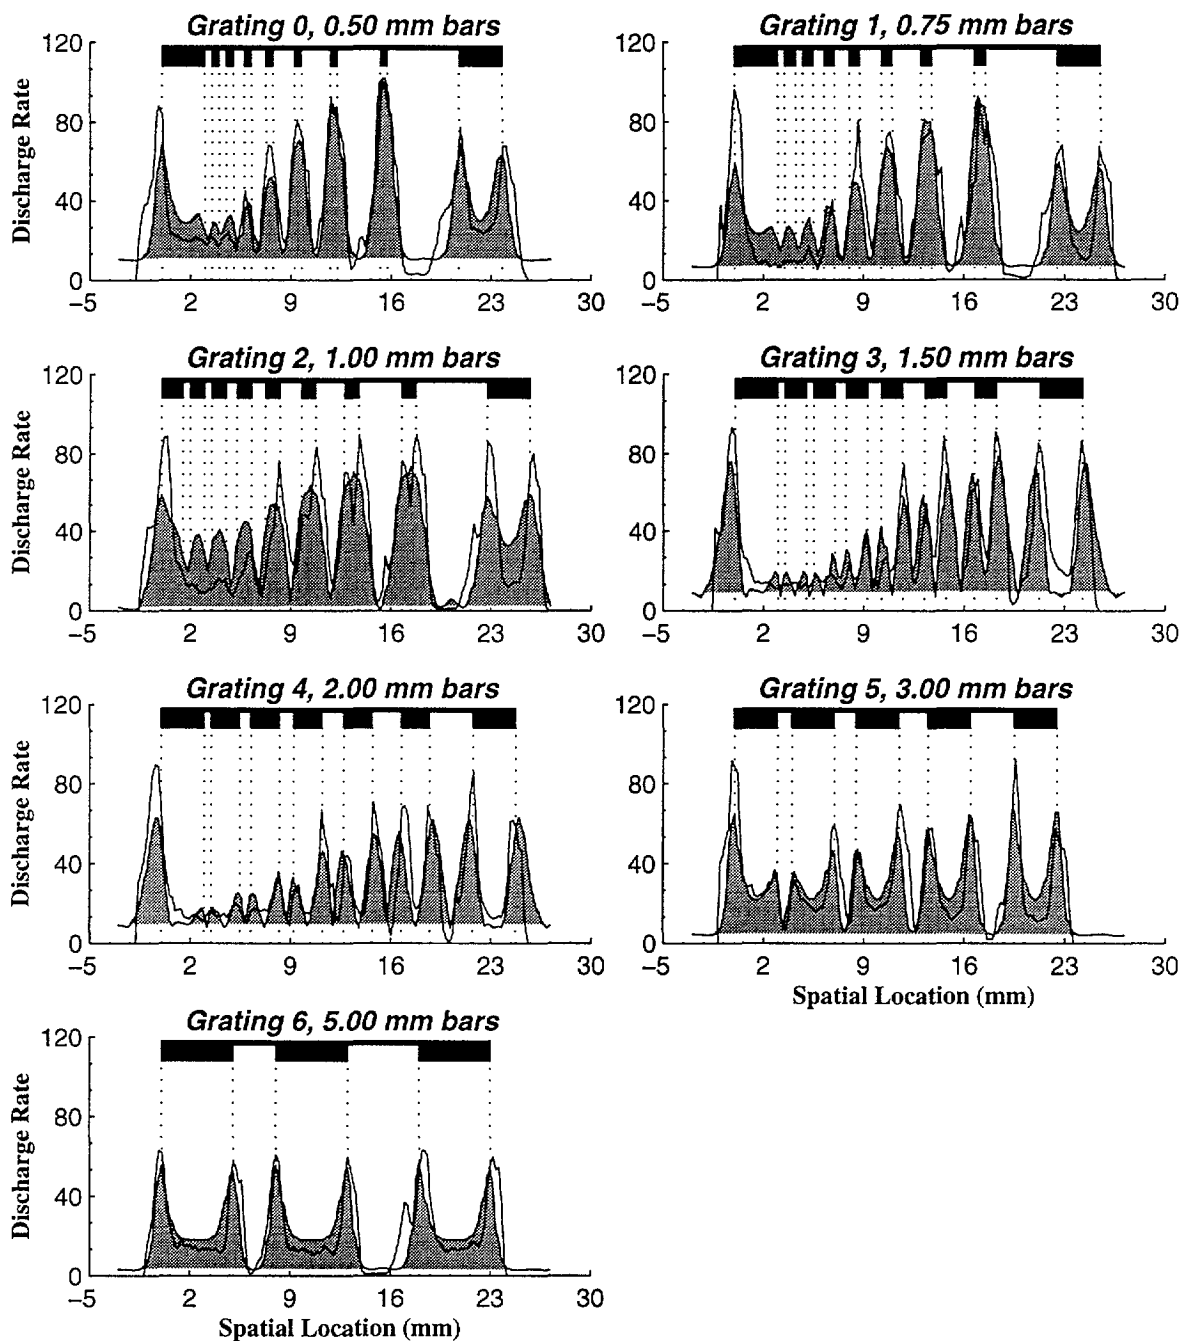 Grating 0, 0.50 mm bars
Grating 1, 0.75 mm bars
120
80
40
0
Discharge Rate
-5 2 9 16 23 30
120
80
40
0
-5 2 9 16 23 30
Grating 2, 1.00 mm bars
Grating 3, 1.50 mm bars
120
80
40
0
Discharge Rate
-5 2 9 16 23 30
120
80
40
0
-5 2 9 16 23 30
Grating 4, 2.00 mm bars
Grating 5, 3.00 mm bars
120
80
40
0
Discharge Rate
-5 2 9 16 23 30
120
80
40
0
-5 2 9 16 23 30
Spatial Location (mm)
Grating 6, 5.00 mm bars
120
80
40
0
Discharge Rate
-5 2 9 16 23 30
Spatial Location (mm)